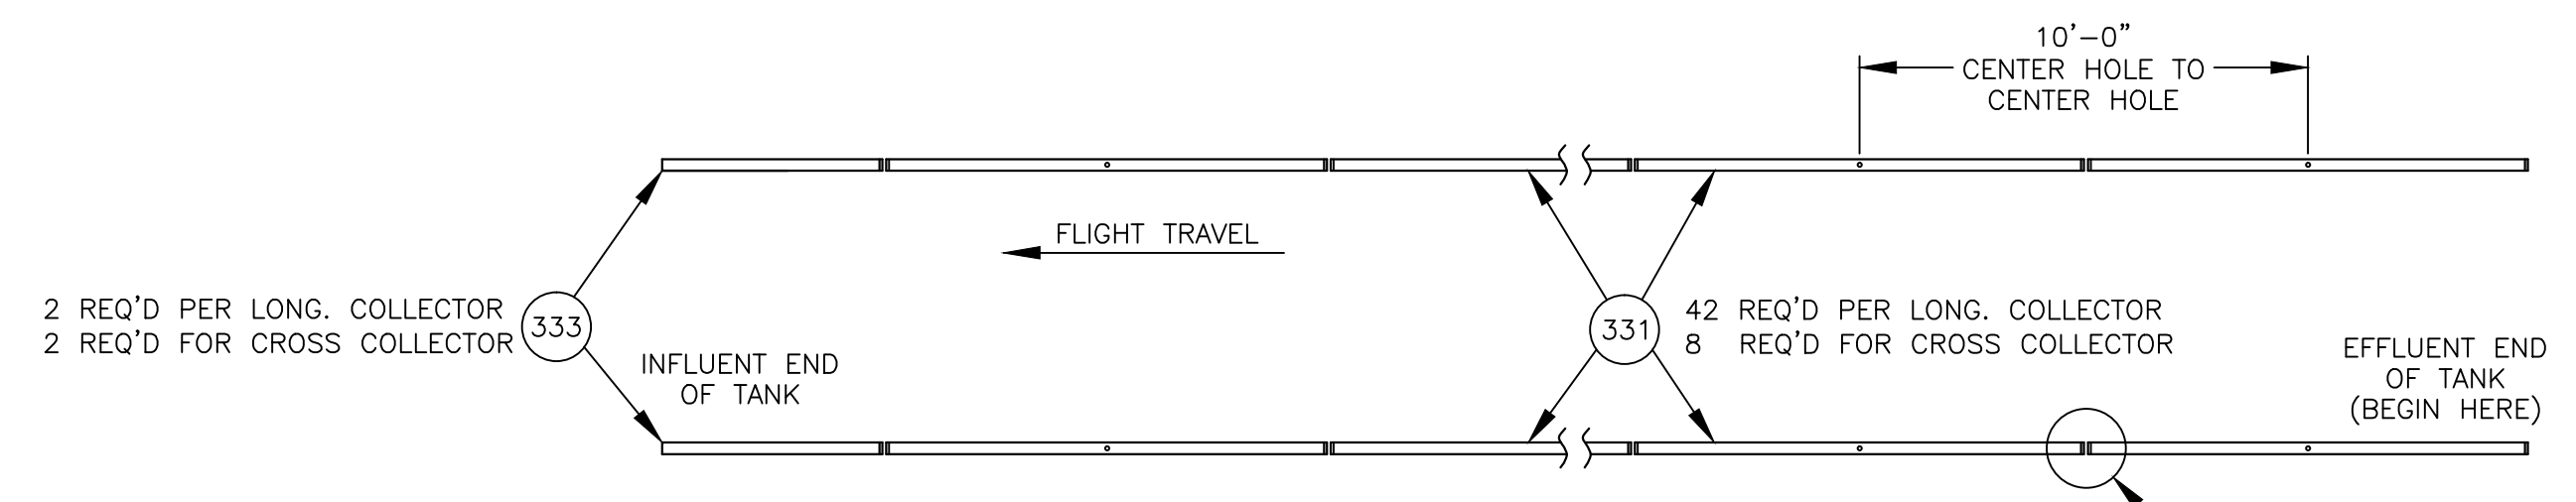 10'-0"
CENTER HOLE TO
CENTER HOLE
FLIGHT TRAVEL
2 REQ'D PER LONG. COLLECTOR
2 REQ'D FOR CROSS COLLECTOR
333
INFLUENT END
OF TANK
331
42 REQ'D PER LONG. COLLECTOR
8 REQ'D FOR CROSS COLLECTOR
EFFLUENT END
OF TANK
(BEGIN HERE)